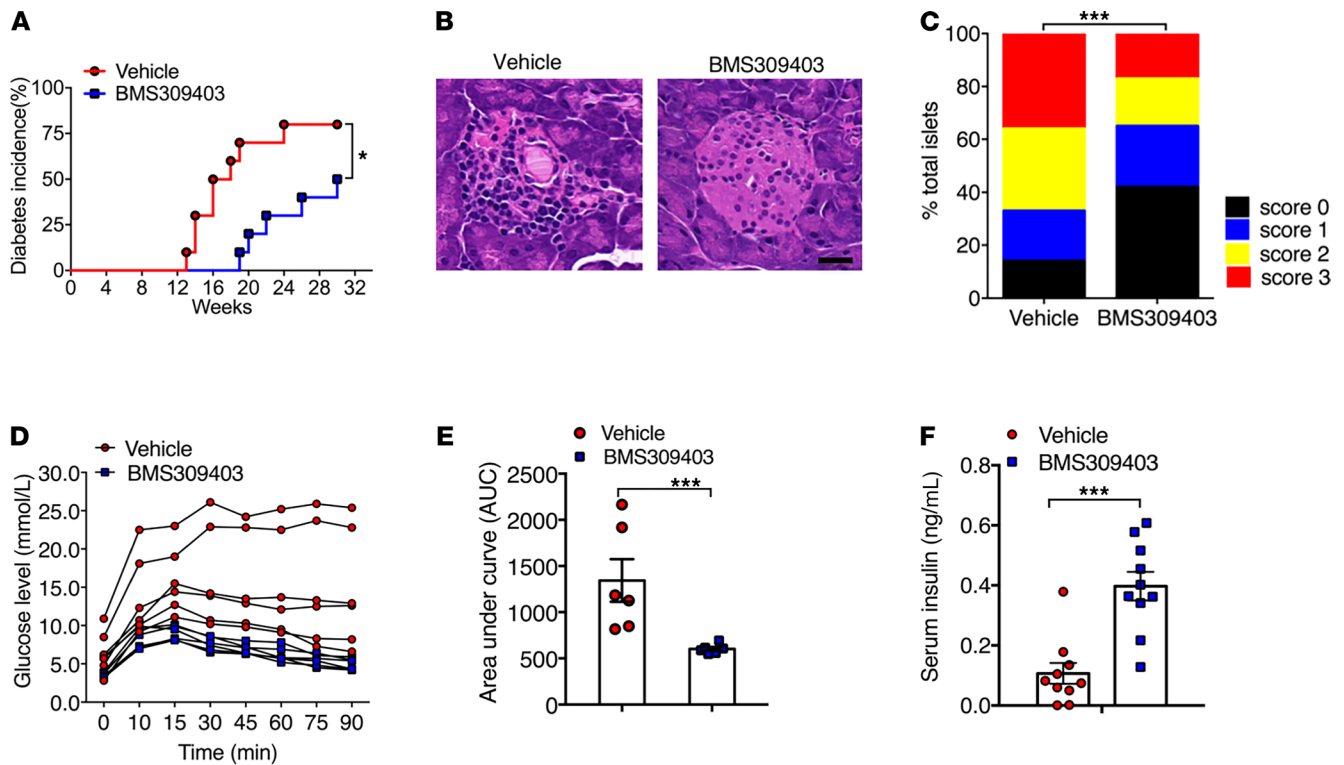 A
Vehicle
BMS309403
Diabetes incidence(%)
100
75
50
25
0
*
0 4 8 12 16 20 24 28 32
Weeks
B
Vehicle BMS309403
C
***
% total islets
100
80
60
40
20
0
Vehicle BMS309403
score 0
score 1
score 2
score 3
D
Vehicle
BMS309403
Glucose level (mmol/L)
30.0
25.0
20.0
15.0
10.0
5.0
0.0
0 10 15 30 45 60 75 90
Time (min)
E
Vehicle
BMS309403
Area under curve (AUC)
2500
2000
1500
1000
500
0
***
F
Vehicle
BMS309403
Serum insulin (ng/mL)
0.8
0.6
0.4
0.2
0.0
***